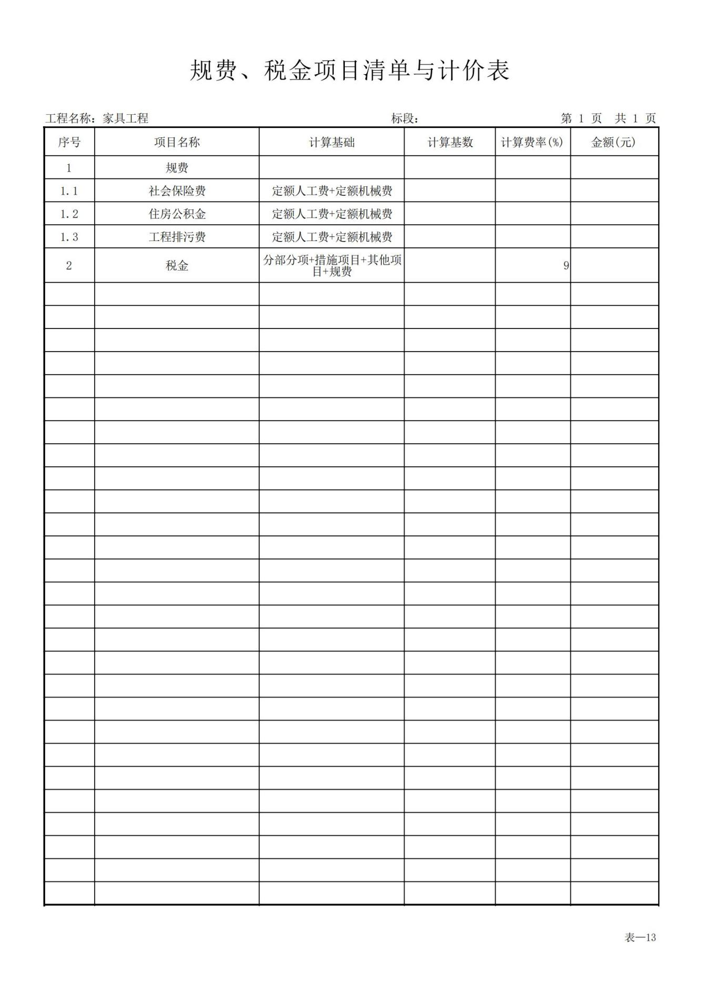 规费、税金项目清单与计价表
工程名称：家具工程 标段： 第 1 页 共 1 页
序号 项目名称 计算基础 计算基数 计算费率(%) 金额(元)
1 规费
1.1 社会保险费 定额人工费+定额机械费
1.2 住房公积金 定额人工费+定额机械费
1.3 工程排污费 定额人工费+定额机械费
2 税金 分部分项+措施项目+其他项
目+规费 9
表—13